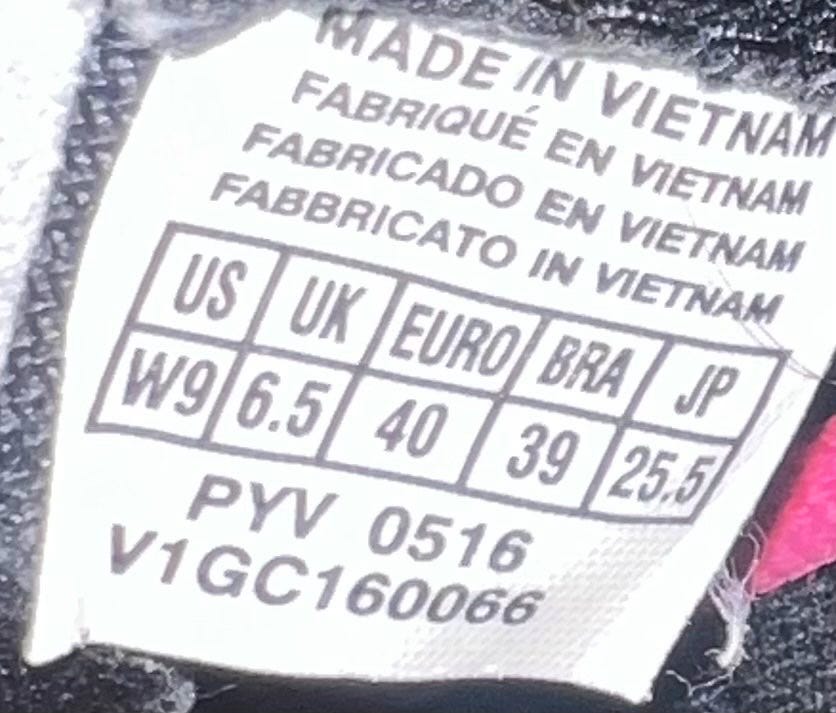 MADE IN VIETNAM
FABRIQUÉ EN VIETNAM
FABRICADO EN VIETNAM
FABBRICATO IN VIETNAM
US UK EURO BRA JP
W9 6.5 40 39 25.5
PYV 0516
V1GC160066